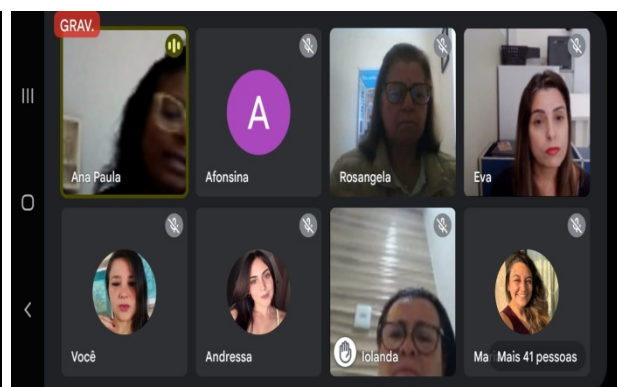 GRAV.
Ana Paula
A
Afonsina
Rosangela
Eva
Você
Andressa
Iolanda
Ma
Mais 41 pessoas